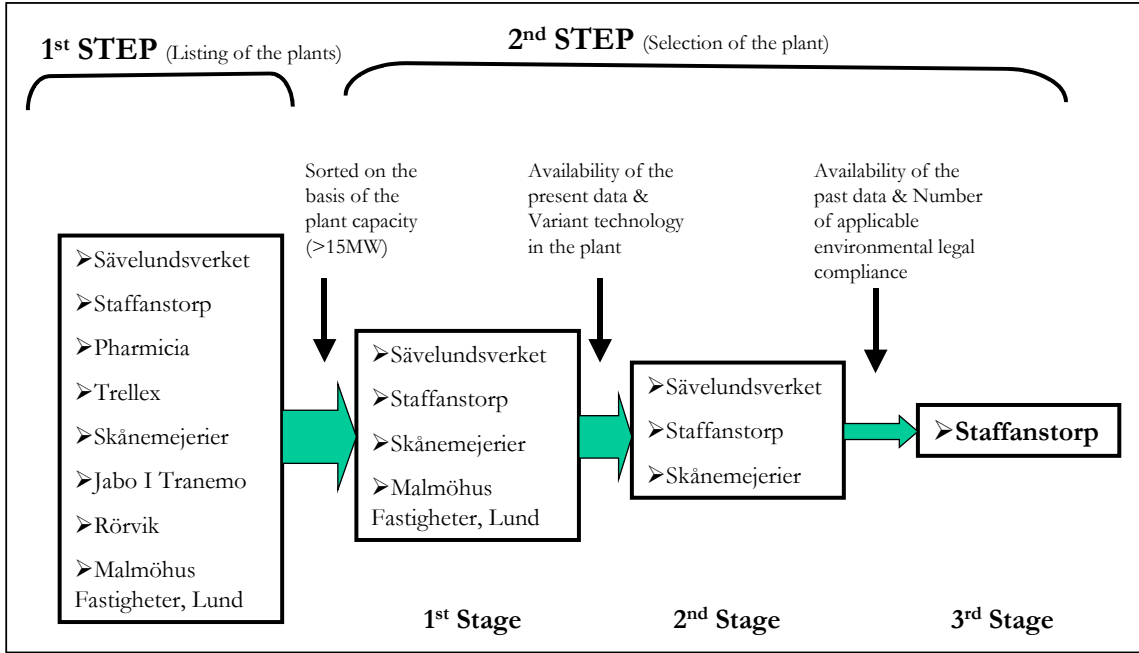 1st STEP (Listing of the plants)
2nd STEP (Selection of the plant)
Sorted on the
basis of the
plant capacity
(>15MW)
Availability of the
present data &
Variant technology
in the plant
Availability of the
past data & Number
of applicable
environmental legal
compliance
➢Sävelundsverket
➢Staffanstorp
➢Pharmicia
➢Trellex
➢Skånemejerier
➢Jabo I Tranemo
➢Rörvik
➢Malmöhus
Fastigheter, Lund
➢Sävelundsverket
➢Staffanstorp
➢Skånemejerier
➢Malmöhus
Fastigheter, Lund
➢Sävelundsverket
➢Staffanstorp
➢Skånemejerier
➢Staffanstorp
1st Stage
2nd Stage
3rd Stage